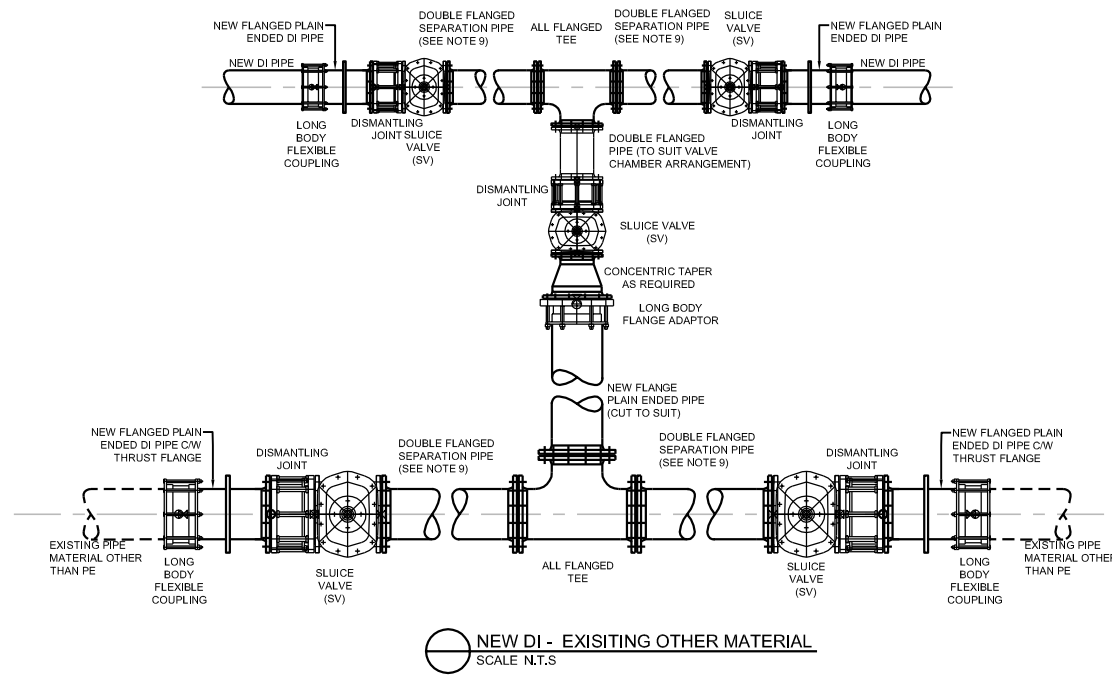 NEW FLANGED PLAIN
ENDED DI PIPE
DOUBLE FLANGED
SEPARATION PIPE
(SEE NOTE 9)
ALL FLANGED
TEE
DOUBLE FLANGED
SEPARATION PIPE
(SEE NOTE 9)
SLUICE
VALVE
(SV)
NEW FLANGED PLAIN
ENDED DI PIPE
NEW DI PIPE
NEW DI PIPE
LONG
BODY
FLEXIBLE
COUPLING
DISMANTLING
JOINT
SLUICE
VALVE
(SV)
DOUBLE FLANGED
PIPE (TO SUIT VALVE
CHAMBER ARRANGEMENT)
DISMANTLING
JOINT
LONG
BODY
FLEXIBLE
COUPLING
DISMANTLING
JOINT
SLUICE VALVE
(SV)
CONCENTRIC TAPER
AS REQUIRED
LONG BODY
FLANGE ADAPTOR
NEW FLANGE
PLAIN ENDED PIPE
(CUT TO SUIT)
NEW FLANGED PLAIN
ENDED DI PIPE C/W
THRUST FLANGE
DISMANTLING
JOINT
DOUBLE FLANGED
SEPARATION PIPE
(SEE NOTE 9)
DOUBLE FLANGED
SEPARATION PIPE
(SEE NOTE 9)
DISMANTLING
JOINT
NEW FLANGED PLAIN
ENDED DI PIPE C/W
THRUST FLANGE
EXISTING PIPE
MATERIAL OTHER
THAN PE
LONG
BODY
FLEXIBLE
COUPLING
SLUICE
VALVE
(SV)
ALL FLANGED
TEE
SLUICE
VALVE
(SV)
LONG
BODY
FLEXIBLE
COUPLING
EXISTING PIPE
MATERIAL OTHER
THAN PE
NEW DI - EXISITING OTHER MATERIAL
SCALE N.T.S